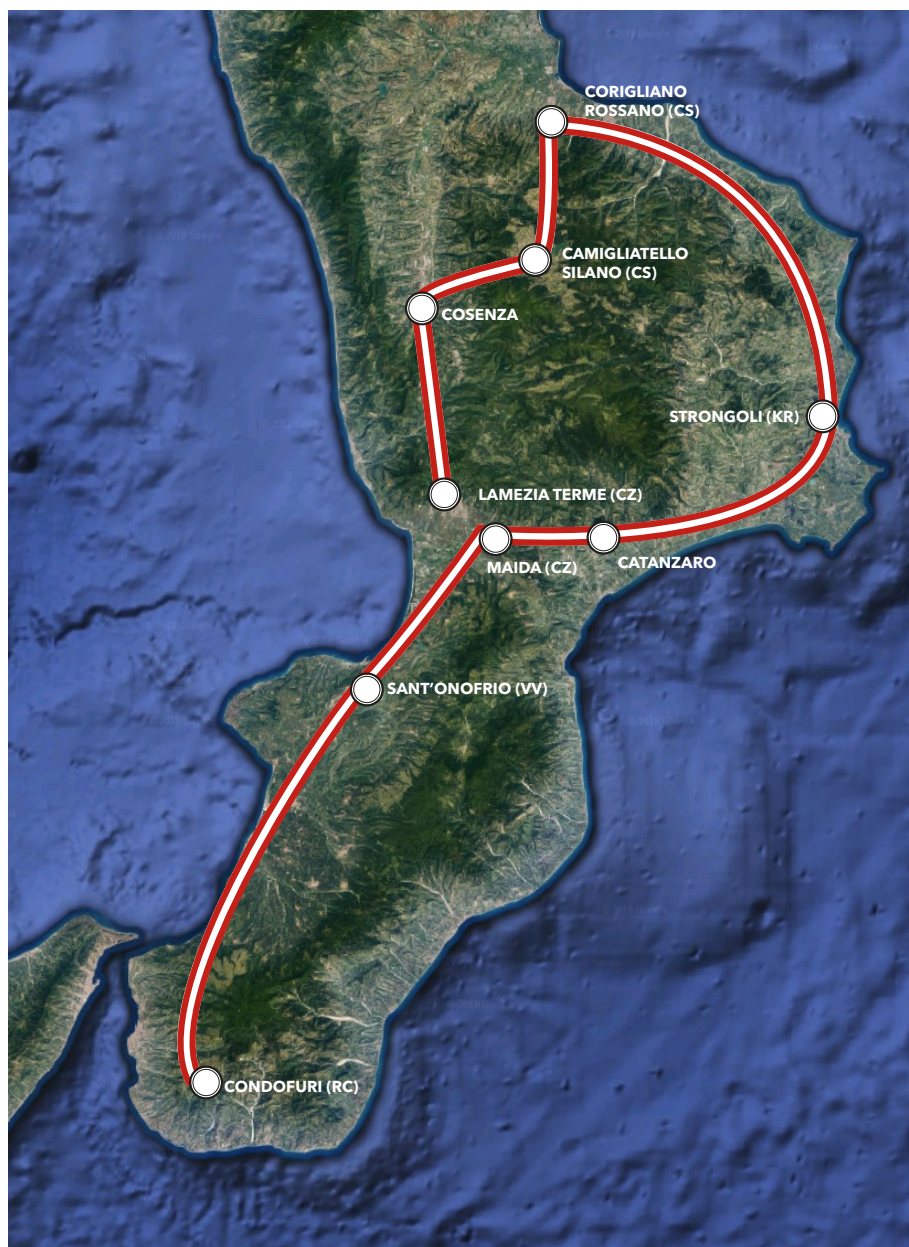 CORIGLIANO
ROSSANO (CS)
CAMIGLIATELLO
SILANO (CS)
COSENZA
STRONGOLI (KR)
LAMEZIA TERME (CZ)
MAIDA (CZ)
CATANZARO
SANT'ONOFRIO (VV)
CONDOFURI (RC)